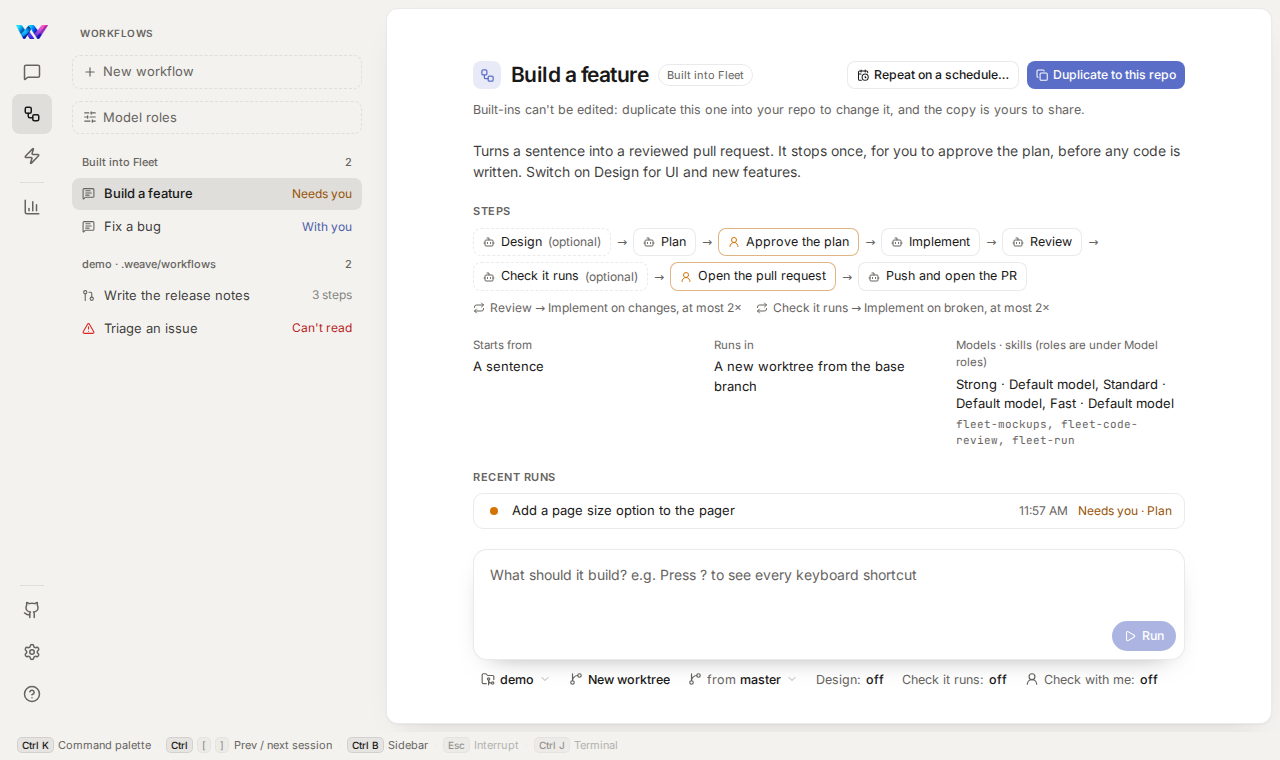 WORKFLOWS
New workflow
Model roles
Built into Fleet 2
Build a feature Needs you
Fix a bug With you
demo · .weave/workflows 2
Write the release notes 3 steps
Triage an issue Can't read
Build a feature Built into Fleet Repeat on a schedule... Duplicate to this repo
Built-ins can't be edited: duplicate this one into your repo to change it, and the copy is yours to share.
Turns a sentence into a reviewed pull request. It stops once, for you to approve the plan, before any code is
written. Switch on Design for UI and new features.
STEPS
Design (optional) → Plan → Approve the plan → Implement → Review →
Check it runs (optional) → Open the pull request → Push and open the PR
Review → Implement on changes, at most 2× Check it runs → Implement on broken, at most 2×
Starts from
A sentence
Runs in
A new worktree from the base
branch
Models · skills (roles are under Model
roles)
Strong · Default model, Standard ·
Default model, Fast · Default model
fleet-mockups, fleet-code-
review, fleet-run
RECENT RUNS
Add a page size option to the pager 11:57 AM Needs you · Plan
What should it build? e.g. Press ? to see every keyboard shortcut
Run
demo New worktree from master Design: off Check it runs: off Check with me: off
Ctrl K Command palette Ctrl [ ] Prev / next session Ctrl B Sidebar Esc Interrupt Ctrl J Terminal